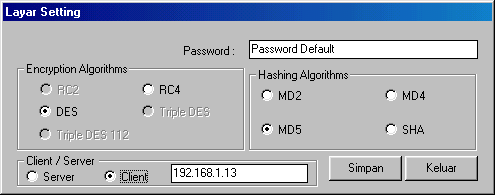 Layar Setting
Password :
Password Default
Encryption Algorithms
RC2
RC4
DES
Triple DES
Triple DES 112
Hashing Algorithms
MD2
MD4
MD5
SHA
Client / Server
Server
Client
192.168.1.13
Simpan
Keluar